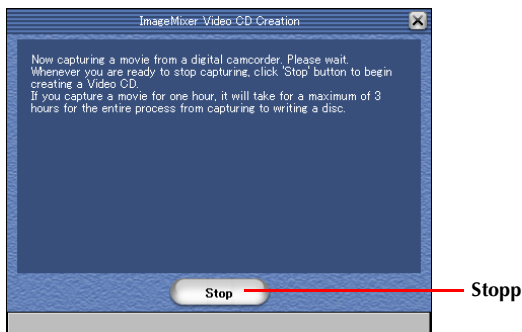 ImageMixer Video CD Creation
Now capturing a movie from a digital camcorder. Please wait.
Whenever you are ready to stop capturing, click 'Stop' button to begin
creating a Video CD.
If you capture a movie for one hour, it will take for a maximum of 3
hours for the entire process from capturing to writing a disc.
Stop
Stopp